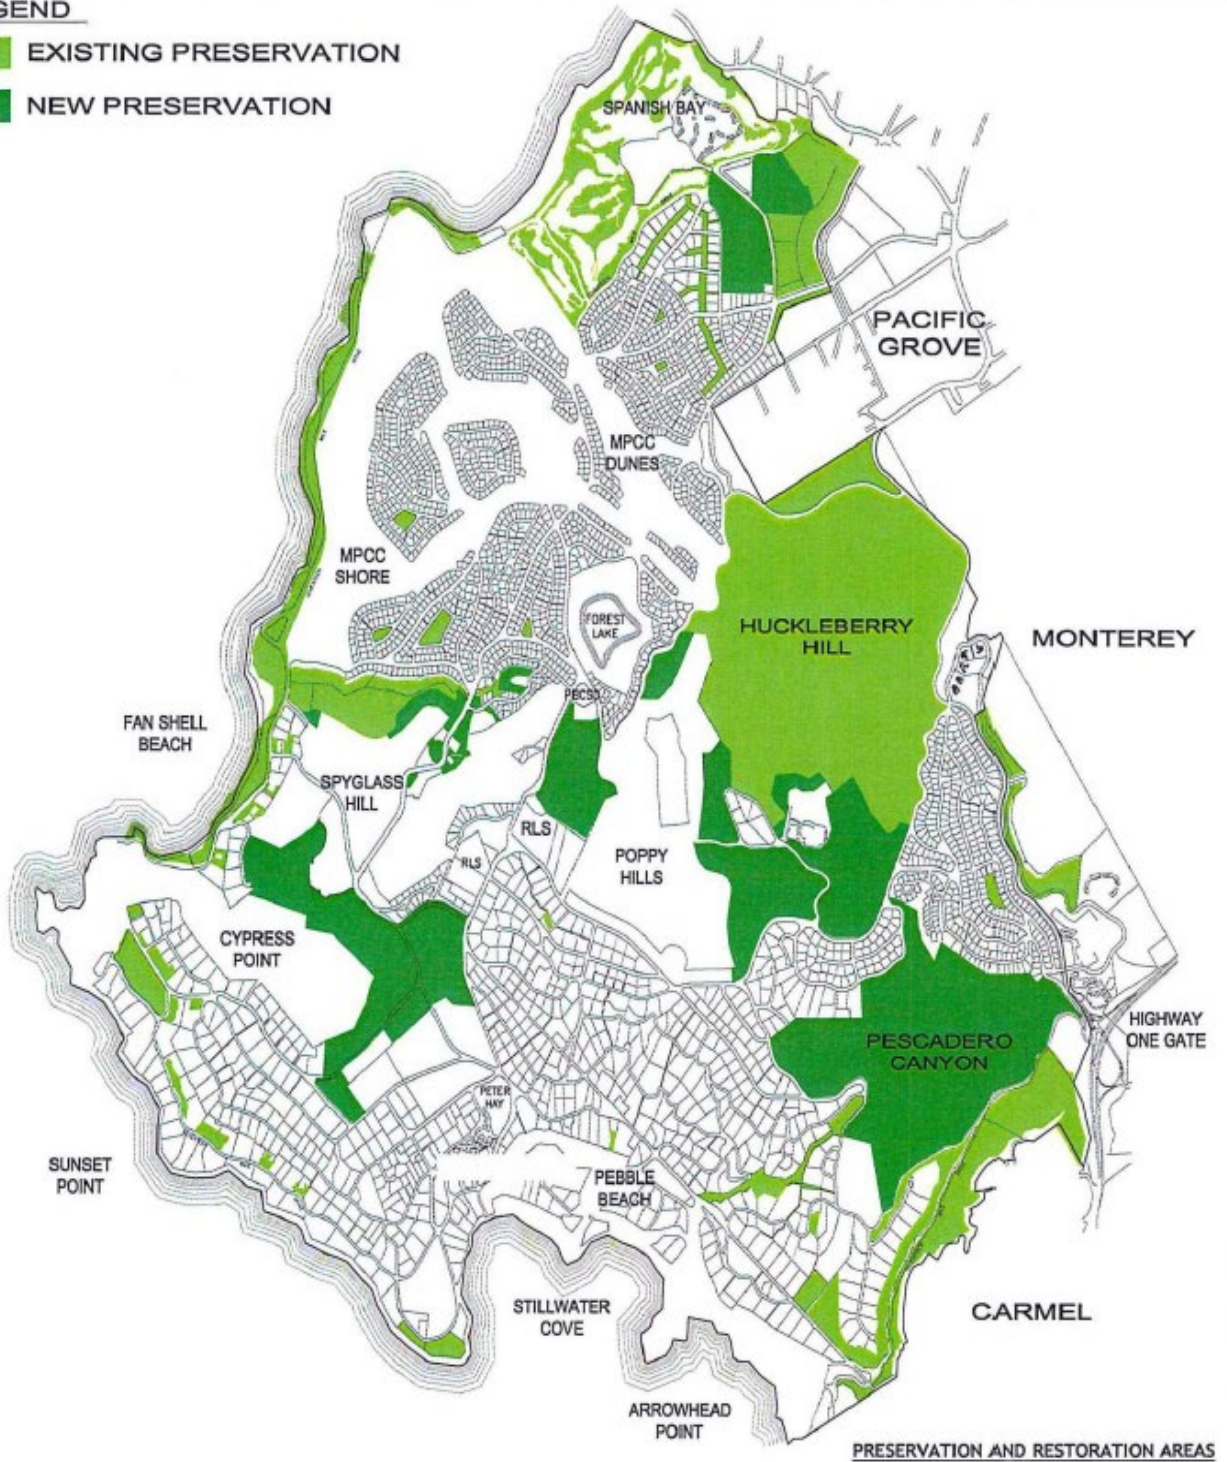 GEND
EXISTING PRESERVATION
NEW PRESERVATION
SPANISH BAY
PACIFIC
GROVE
MPCC
DUNES
MPCC
SHORE
FOREST
LAKE
HUCKLEBERRY
HILL
MONTEREY
PBCSD
FAN SHELL
BEACH
SPYGLASS
HILL
RLS
RLS
POPPY
HILLS
CYPRESS
POINT
HIGHWAY
ONE GATE
PESCADERO
CANYON
PETER
HAY
SUNSET
POINT
PEBBLE
BEACH
STILLWATER
COVE
CARMEL
ARROWHEAD
POINT
PRESERVATION AND RESTORATION AREAS